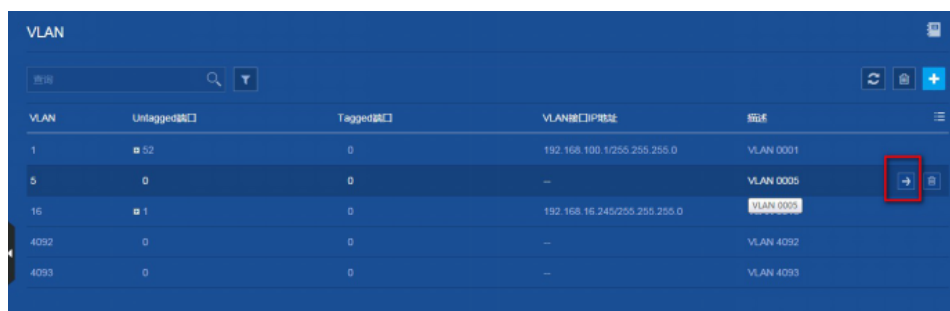 VLAN
查询
VLAN Untagged端口 Tagged端口 VLAN接口IP地址 描述
1 52 0 192.168.100.1/255.255.255.0 VLAN 0001
5 0 0 -- VLAN 0005
16 1 0 192.168.16.245/255.255.255.0
VLAN 0005
4092 0 0 -- VLAN 4092
4093 0 0 -- VLAN 4093